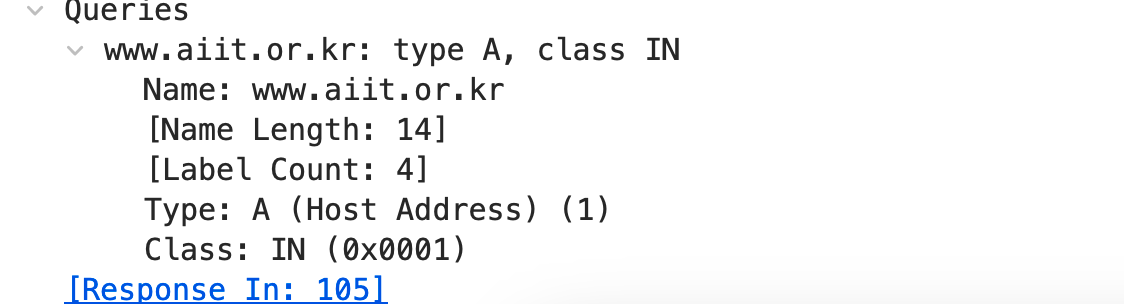 Queries
www.aiit.or.kr: type A, class IN
Name: www.aiit.or.kr
[Name Length: 14]
[Label Count: 4]
Type: A (Host Address) (1)
Class: IN (0x0001)
[Response In: 105]